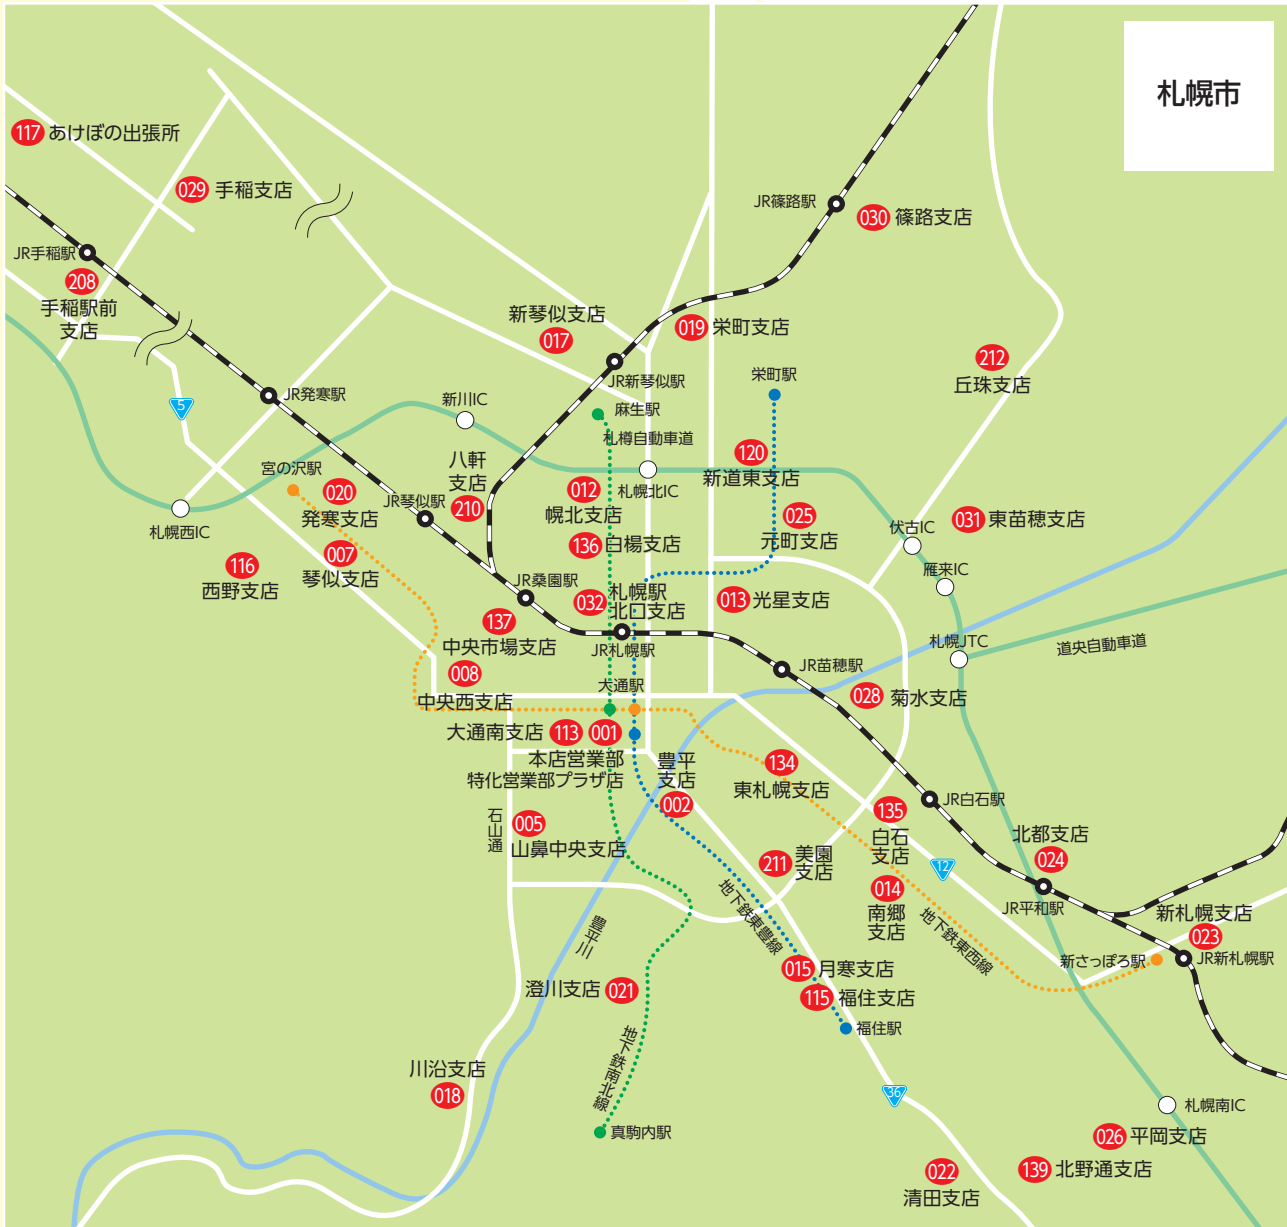 札幌市
117 あけぼの出張所
029 手稲支店
JR篠路駅
030 篠路支店
JR手稲駅
208
手稲駅前
支店
新琴似支店
017
019 栄町支店
JR新琴似駅
212
丘珠支店
栄町駅
5
JR発寒駅
新川IC
麻生駅
札樽自動車道
120
新道東支店
八軒
支店
210
宮の沢駅
020
発寒支店
JR琴似駅
012
幌北支店
札幌北IC
025
元町支店
031 東苗穂支店
伏古IC
札幌西IC
136 白楊支店
007
琴似支店
116
西野支店
雁来IC
JR桑園駅
032
札幌駅
北口支店
013 光星支店
137
中央市場支店
JR札幌駅
札幌JTC
道央自動車道
JR苗穂駅
008
中央西支店
大通駅
028 菊水支店
大通南支店 113 001
本店営業部
特化営業部プラザ店
豊平
支店
002
134
東札幌支店
JR白石駅
135
白石
支店
石山通
005
山鼻中央支店
北都支店
024
211 美園
支店
12
014
南郷
支店
JR平和駅
地下鉄東豊線
地下鉄東西線
新札幌支店
023
豊平川
新さっぽろ駅
JR新札幌駅
015 月寒支店
澄川支店 021
115 福住支店
福住駅
地下鉄南北線
川沿支店
018
36
札幌南IC
真駒内駅
026 平岡支店
139 北野通支店
022
清田支店